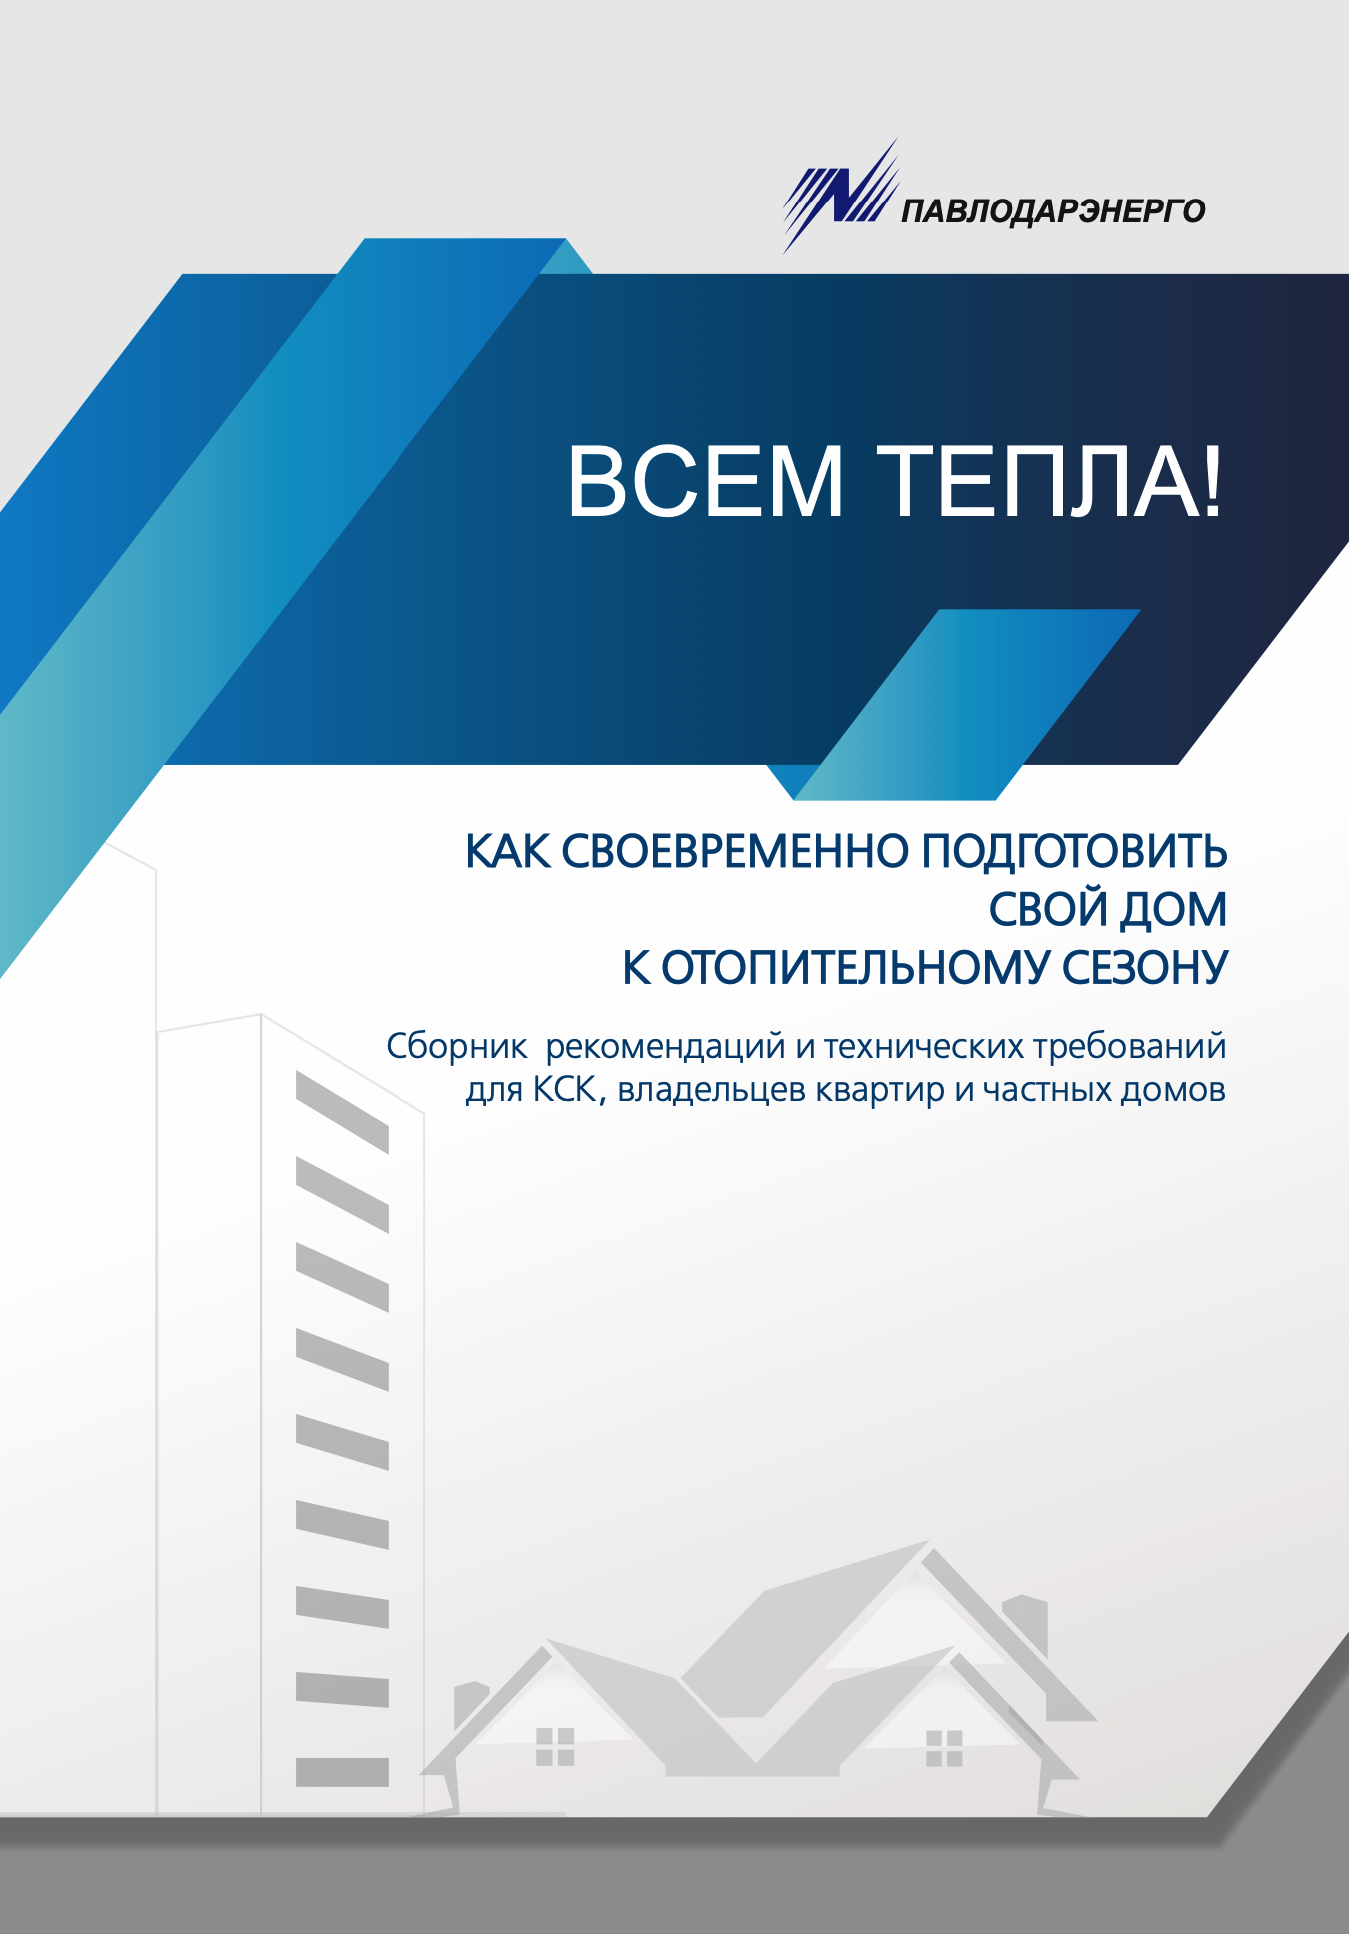 ПАВЛОДАРЭНЕРГО
ВСЕМ ТЕПЛА!
КАК СВОЕВРЕМЕННО ПОДГОТОВИТЬ
СВОЙ ДОМ
К ОТОПИТЕЛЬНОМУ СЕЗОНУ
Сборник рекомендаций и технических требований
для КСК, владельцев квартир и частных домов